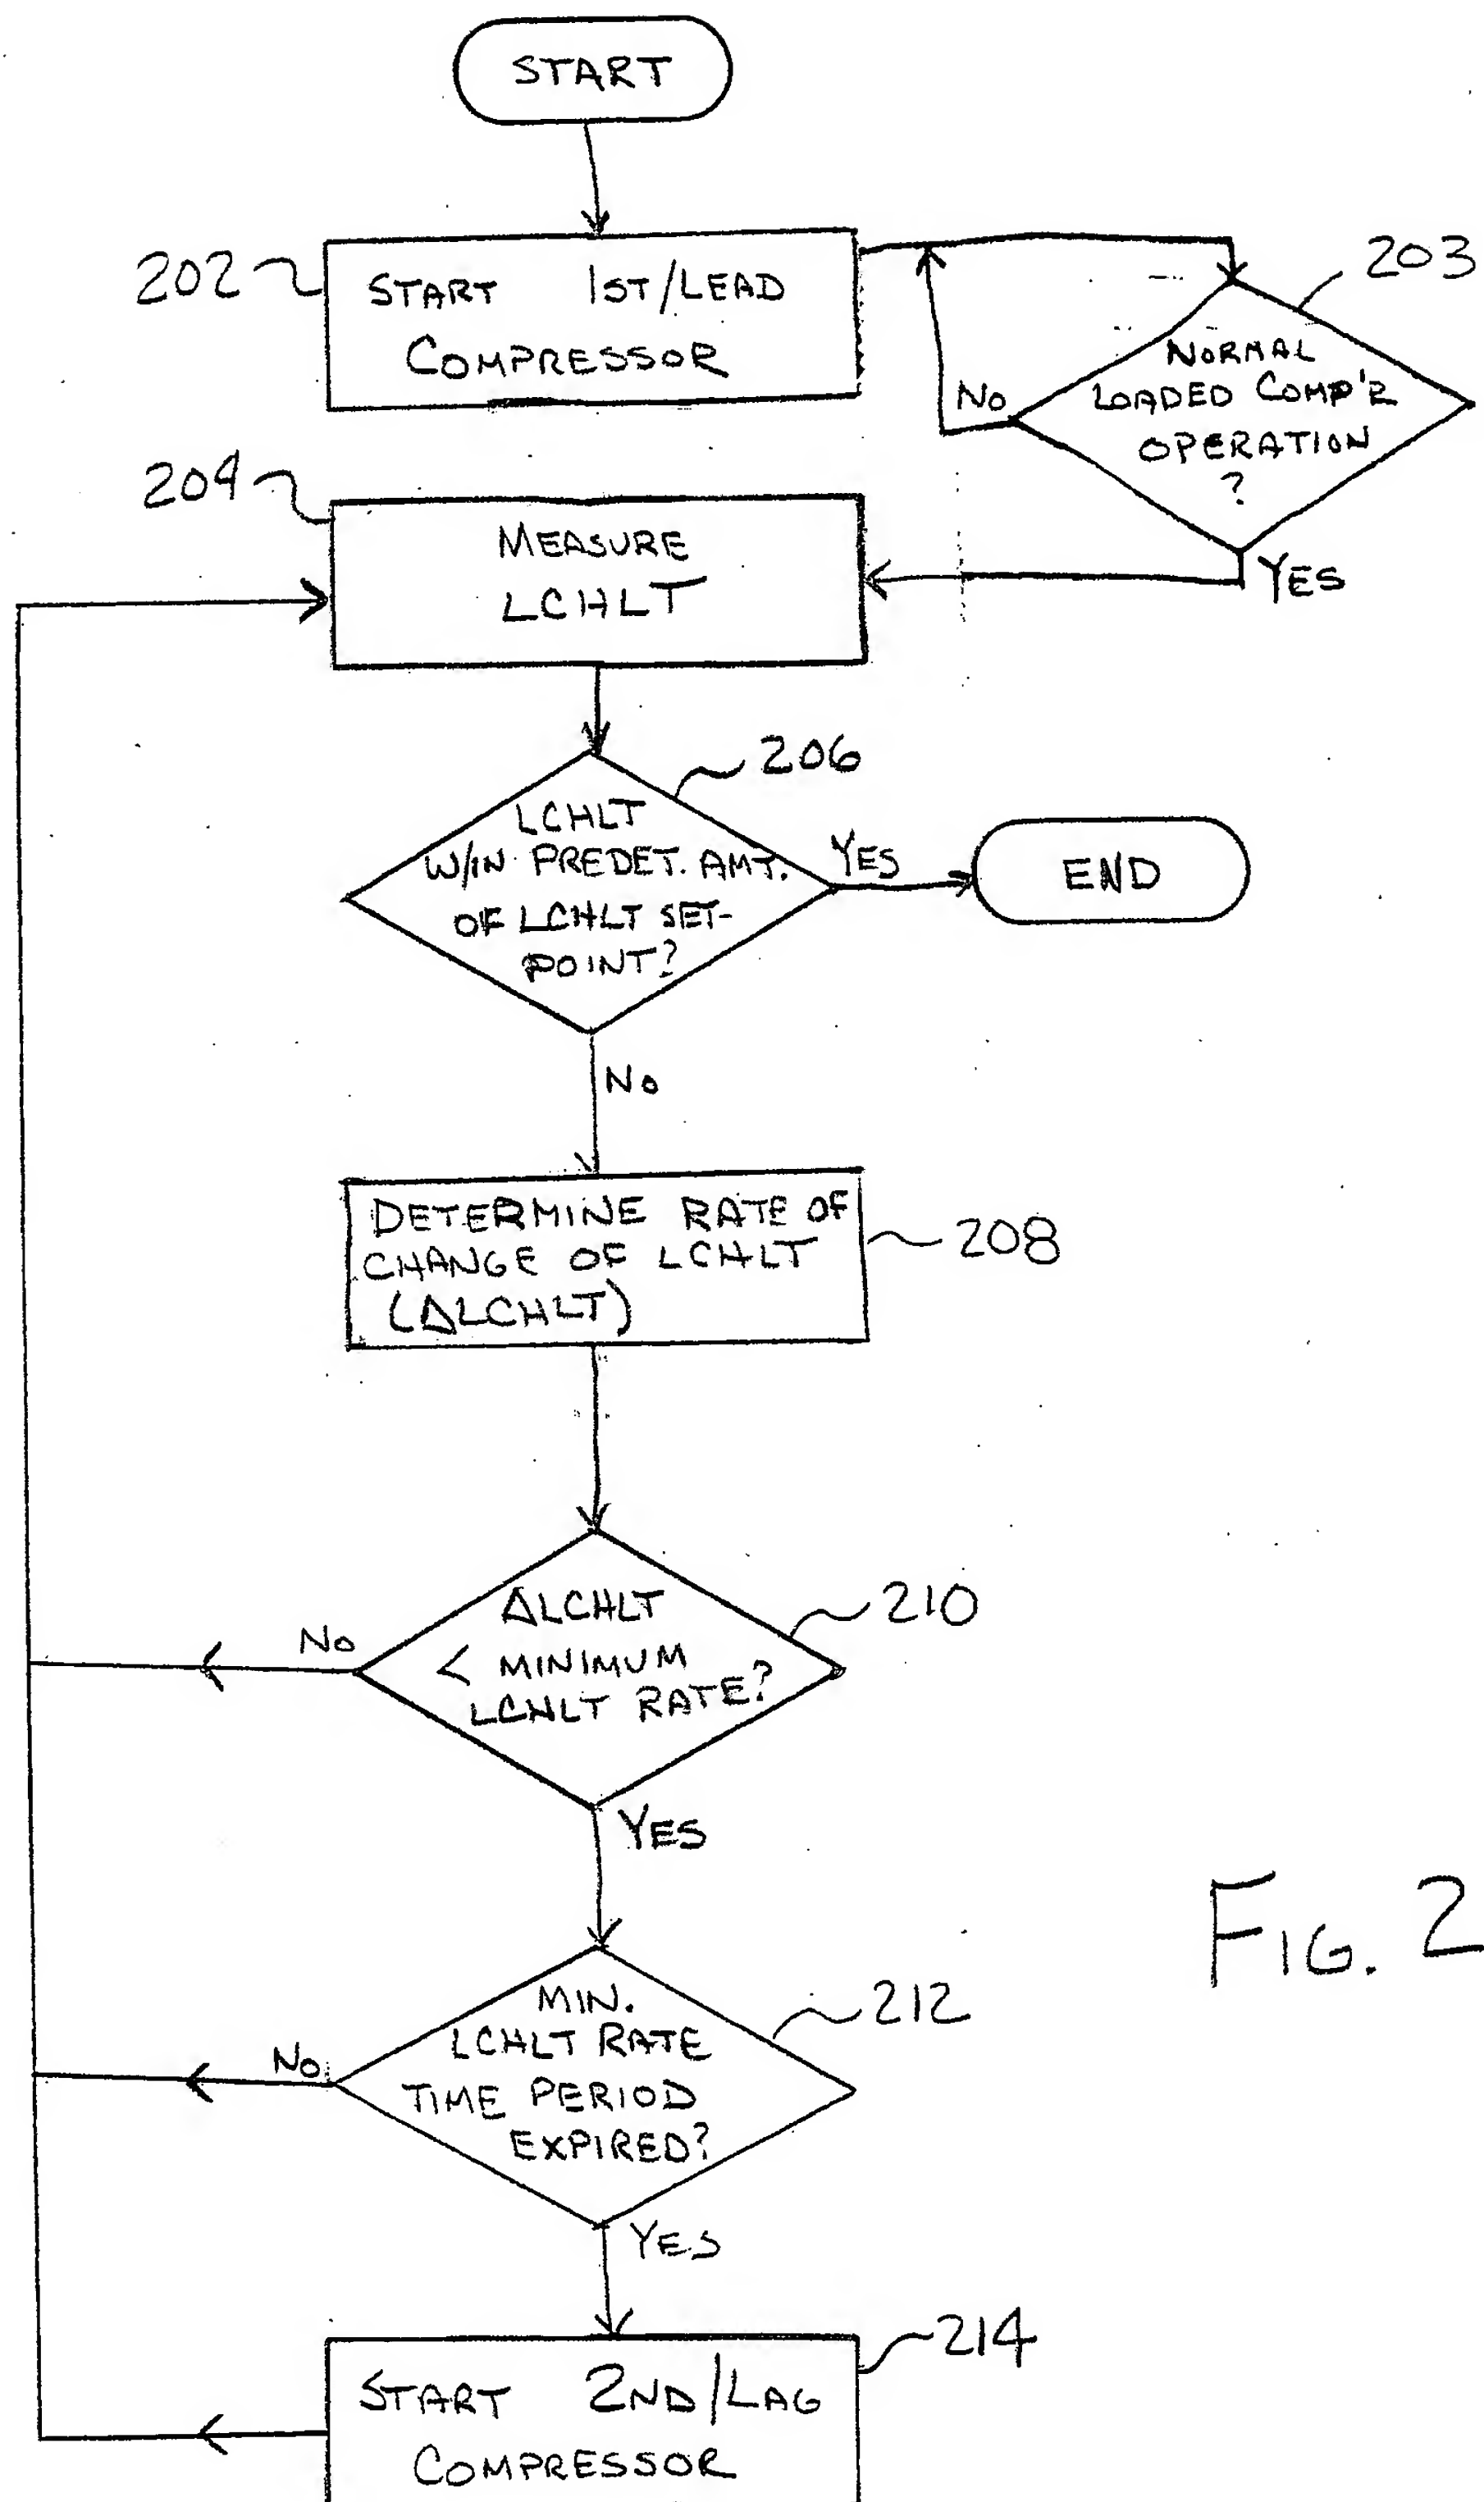 START
202
START 1ST/LEAD
COMPRESSOR
203
NORMAL
LOADED COMP'R
OPERATION
?
NO
YES
204
MEASURE
LCHLT
206
LCHLT
W/IN PREDET. AMT.
OF LCHLT SET-
POINT?
YES
END
NO
DETERMINE RATE OF
CHANGE OF LCHLT
(ΔLCHLT)
208
210
ΔLCHLT
< MINIMUM
LCHLT RATE?
NO
YES
212
MIN.
LCHLT RATE
TIME PERIOD
EXPIRED?
NO
YES
214
START 2ND/LAG
COMPRESSOR
FIG. 2